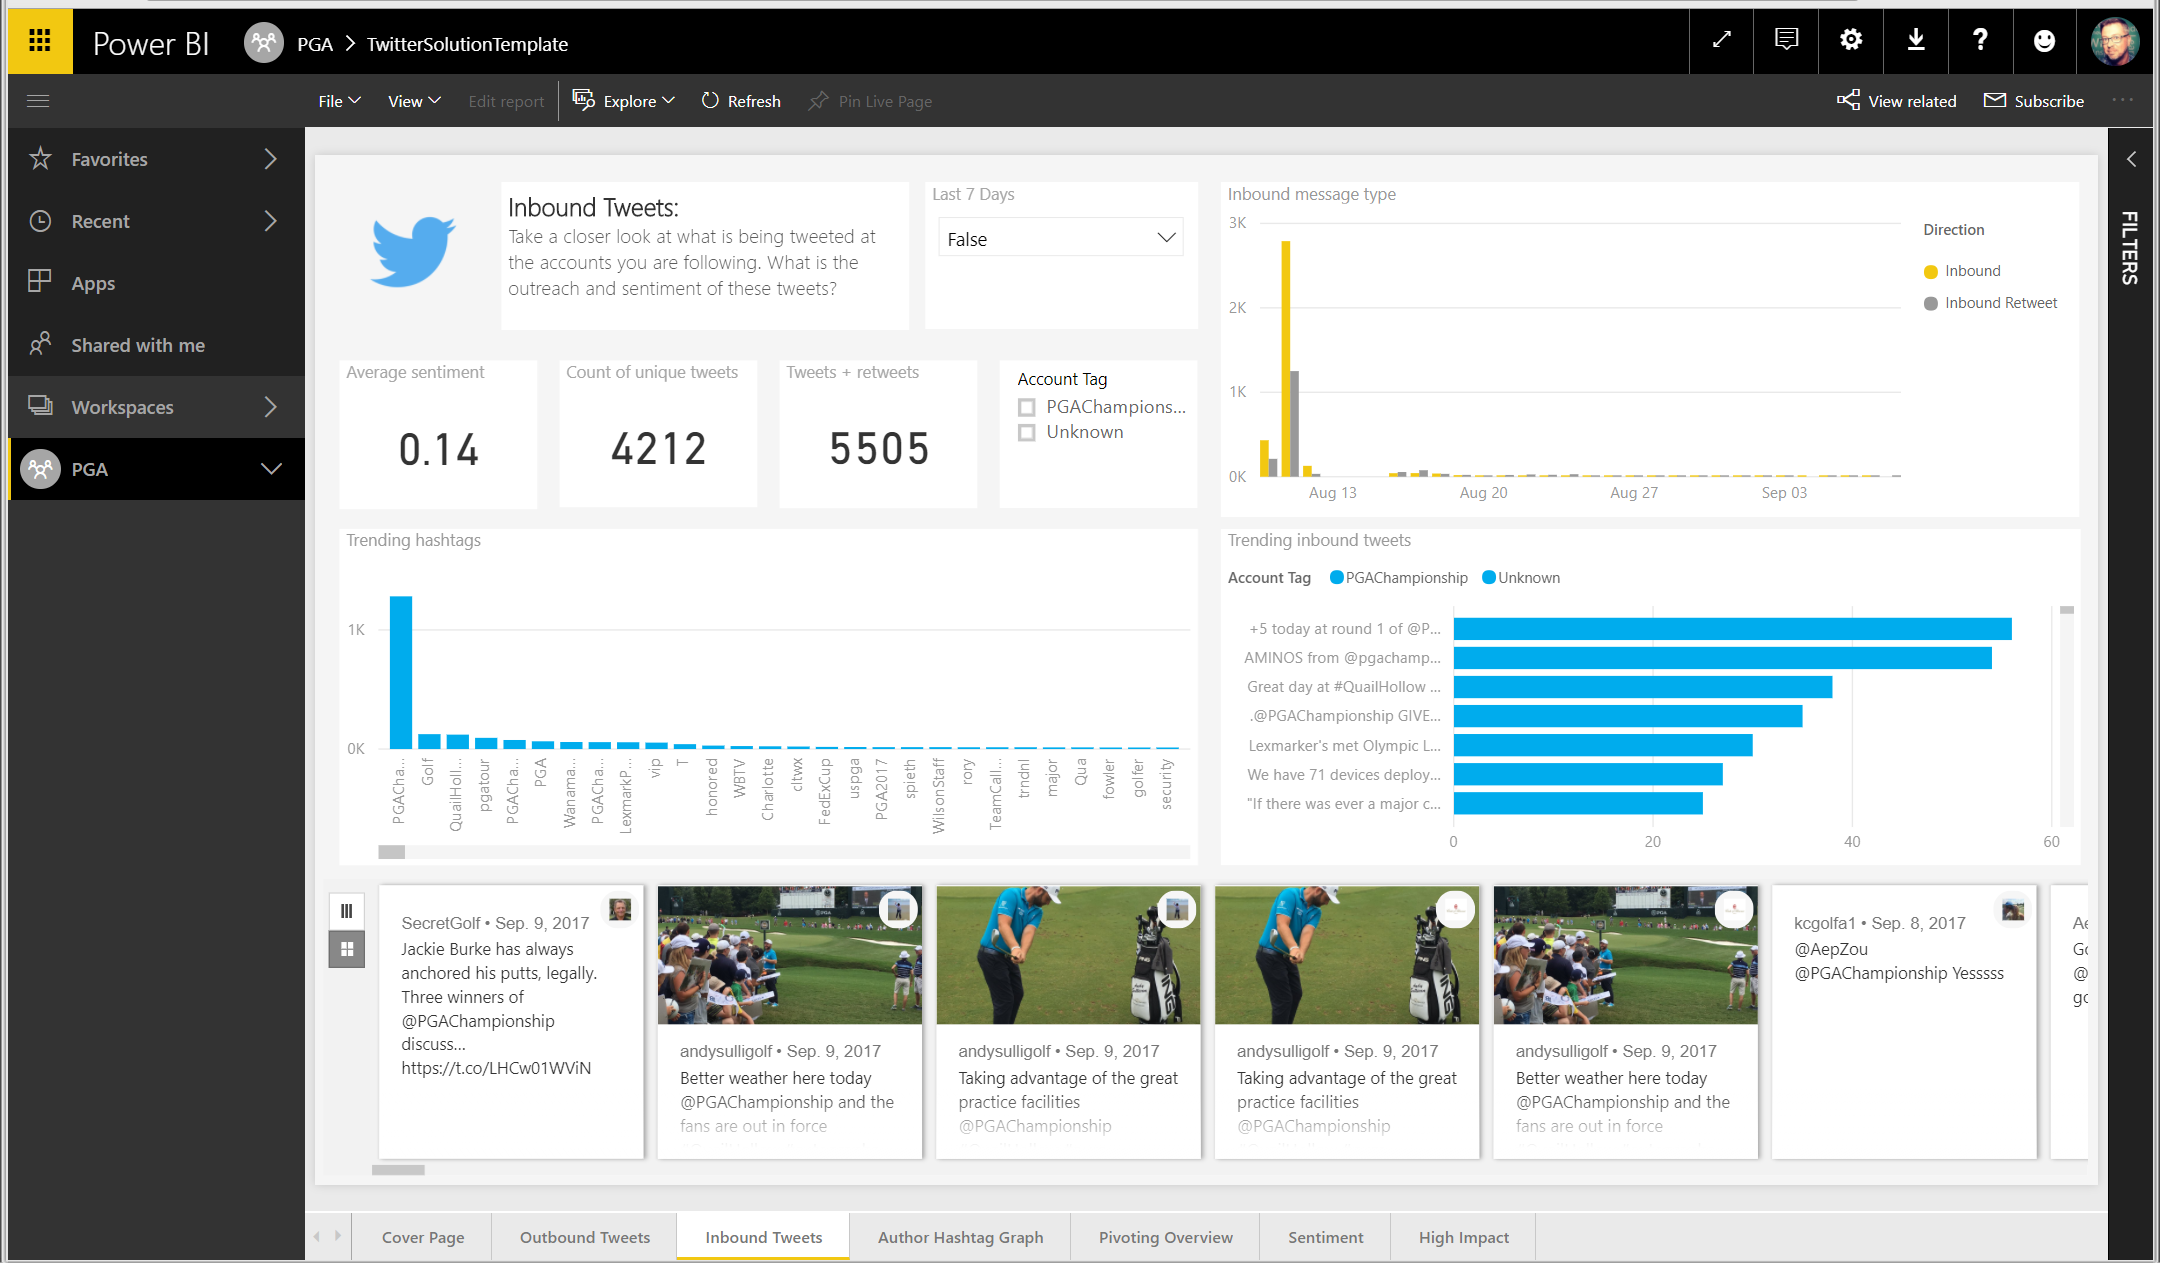 Power BI
PGA > TwitterSolutionTemplate
File
View
Edit report
Explore
Refresh
Pin Live Page
View related
Subscribe
Favorites
Recent
Apps
Shared with me
Workspaces
PGA
FILTERS
Inbound Tweets:
Take a closer look at what is being tweeted at
the accounts you are following. What is the
outreach and sentiment of these tweets?
Last 7 Days
False
Average sentiment
0.14
Count of unique tweets
4212
Tweets + retweets
5505
Account Tag
PGAChampions...
Unknown
Inbound message type
3K
2K
1K
0K
Aug 13
Aug 20
Aug 27
Sep 03
Direction
Inbound
Inbound Retweet
Trending hashtags
1K
0K
PGACha...
Golf
QuailHoll...
pgatour
PGACha...
PGA
Wanama...
PGACha...
LexmarkP...
vip
T
honored
WBTV
Charlotte
cltwx
FedExCup
uspga
PGA2017
spieth
WilsonStaff
rory
TeamCall...
trndnl
major
Qua
fowler
golfer
security
Trending inbound tweets
Account Tag
PGAChampionship
Unknown
+5 today at round 1 of @P...
AMINOS from @pgachamp...
Great day at #QuailHollow ...
.@PGAChampionship GIVE...
Lexmarker's met Olympic L...
We have 71 devices deploy...
"If there was ever a major c...
0
20
40
60
SecretGolf • Sep. 9, 2017
Jackie Burke has always
anchored his putts, legally.
Three winners of
@PGAChampionship
discuss...
https://t.co/LHCw01WViN
andysulligolf • Sep. 9, 2017
Better weather here today
@PGAChampionship and the
fans are out in force
andysulligolf • Sep. 9, 2017
Taking advantage of the great
practice facilities
@PGAChampionship
andysulligolf • Sep. 9, 2017
Taking advantage of the great
practice facilities
@PGAChampionship
andysulligolf • Sep. 9, 2017
Better weather here today
@PGAChampionship and the
fans are out in force
kcgolfa1 • Sep. 8, 2017
@AepZou
@PGAChampionship Yesssss
Cover Page
Outbound Tweets
Inbound Tweets
Author Hashtag Graph
Pivoting Overview
Sentiment
High Impact